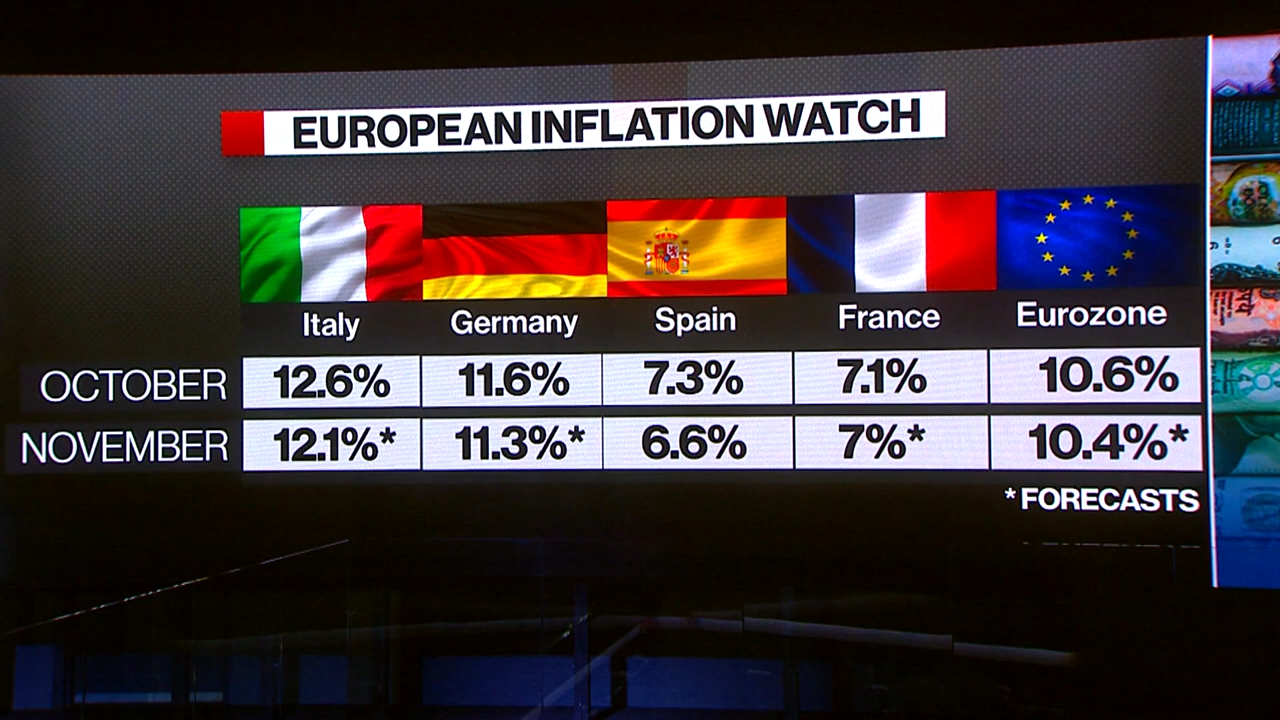 EUROPEAN INFLATION WATCH
Italy Germany Spain France Eurozone
OCTOBER 12.6% 11.6% 7.3% 7.1% 10.6%
NOVEMBER 12.1%* 11.3%* 6.6% 7%* 10.4%*
* FORECASTS